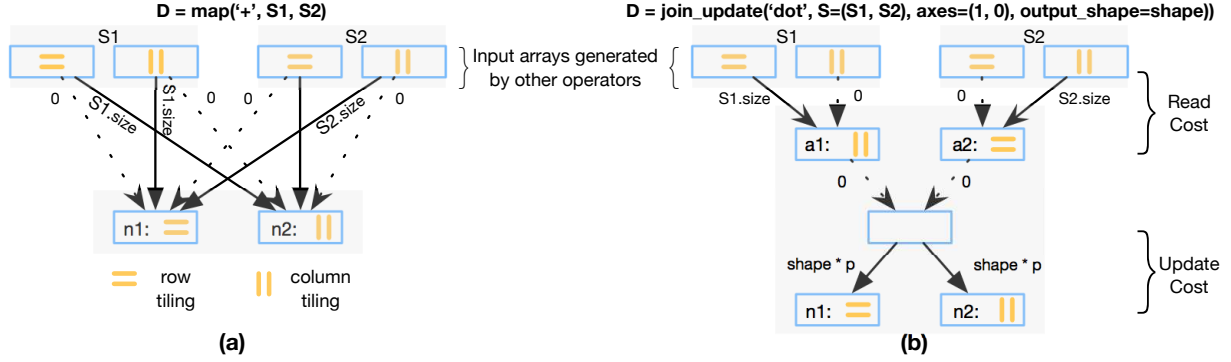 D = map(‘+’, S1, S2)
S1
S2
0
S1.size
S1.size
0
0
S2.size
0
n1:
n2:
row
tiling
column
tiling
(a)
Input arrays generated
by other operators
D = join_update(‘dot’, S=(S1, S2), axes=(1, 0), output_shape=shape))
S1
S2
S1.size
0
0
S2.size
Read
Cost
a1:
a2:
0
0
shape * p
shape * p
Update
Cost
n1:
n2:
(b)